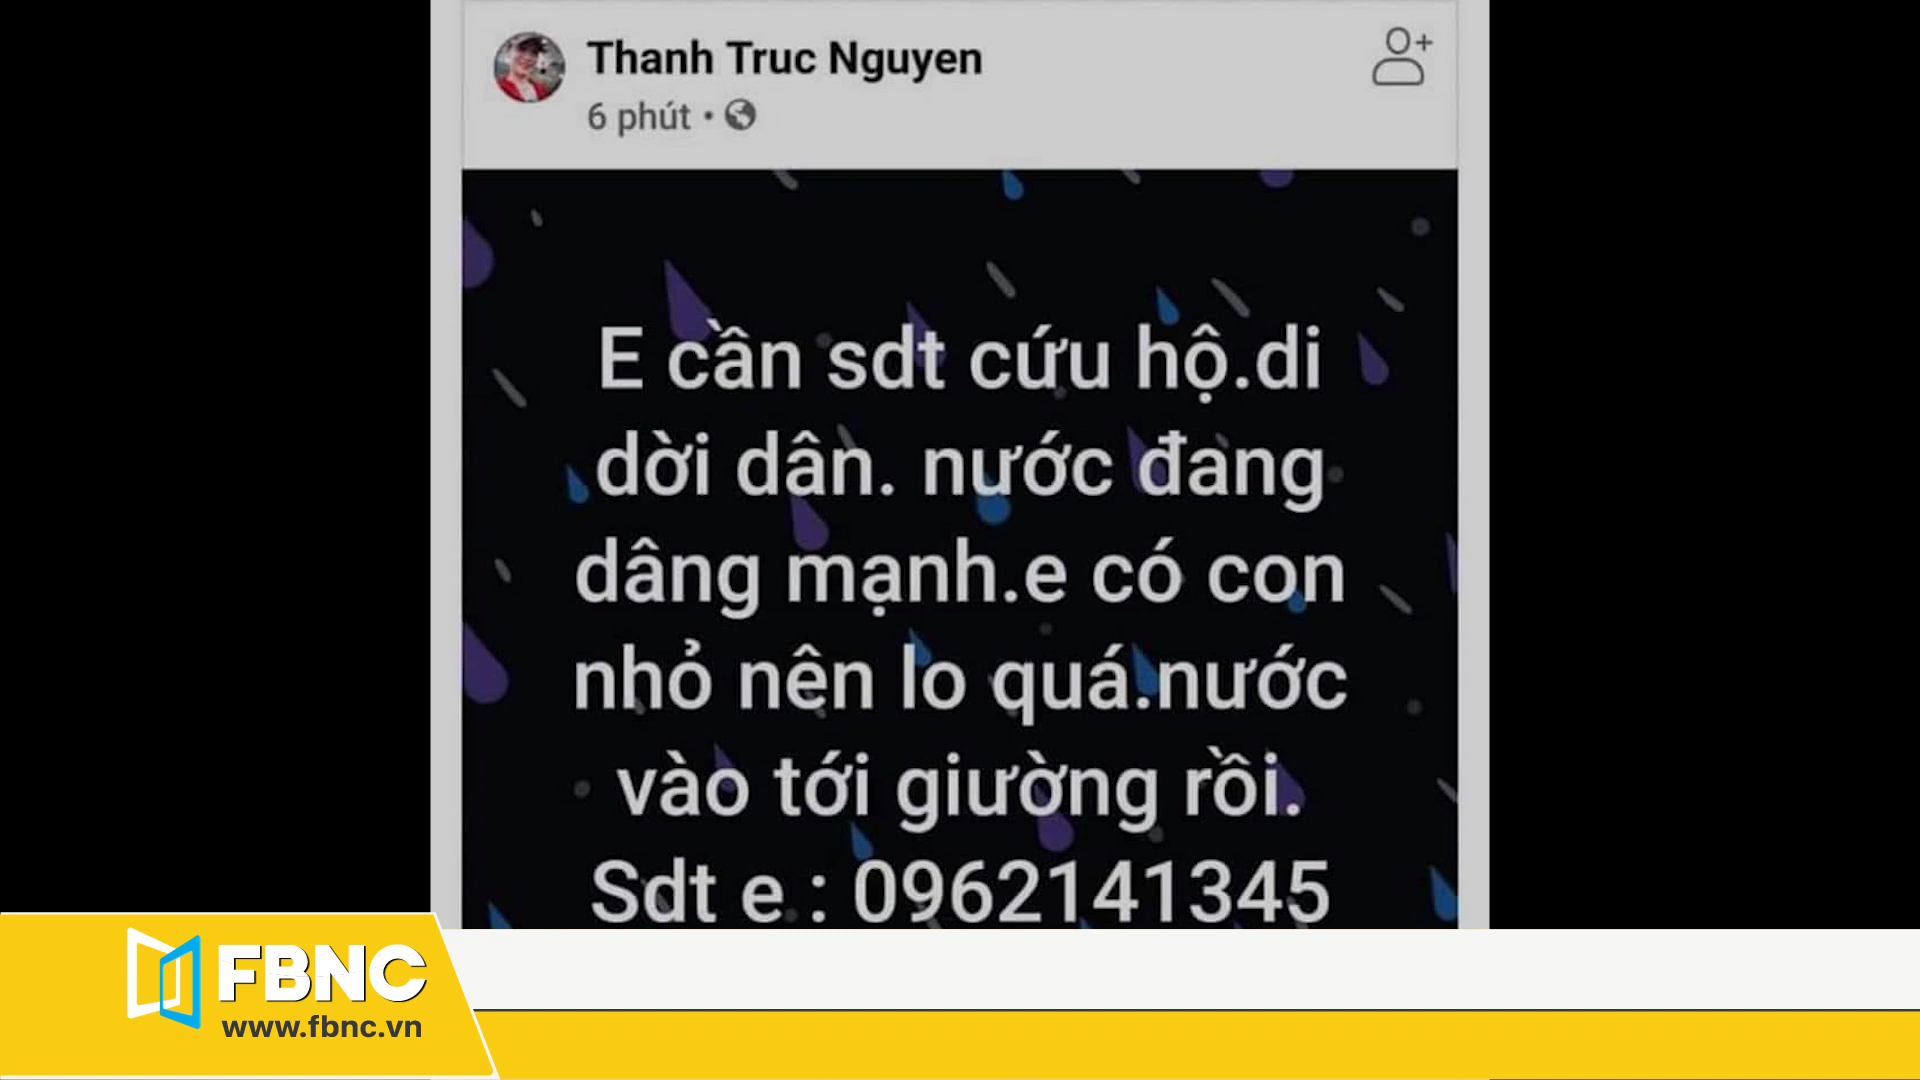 Thanh Truc Nguyen
6 phút •
E cần sdt cứu hộ.di
dời dân. nước đang
dâng mạnh.e có con
nhỏ nên lo quá.nước
vào tới giường rồi.
Sdt e : 0962141345
FBNC
www.fbnc.vn